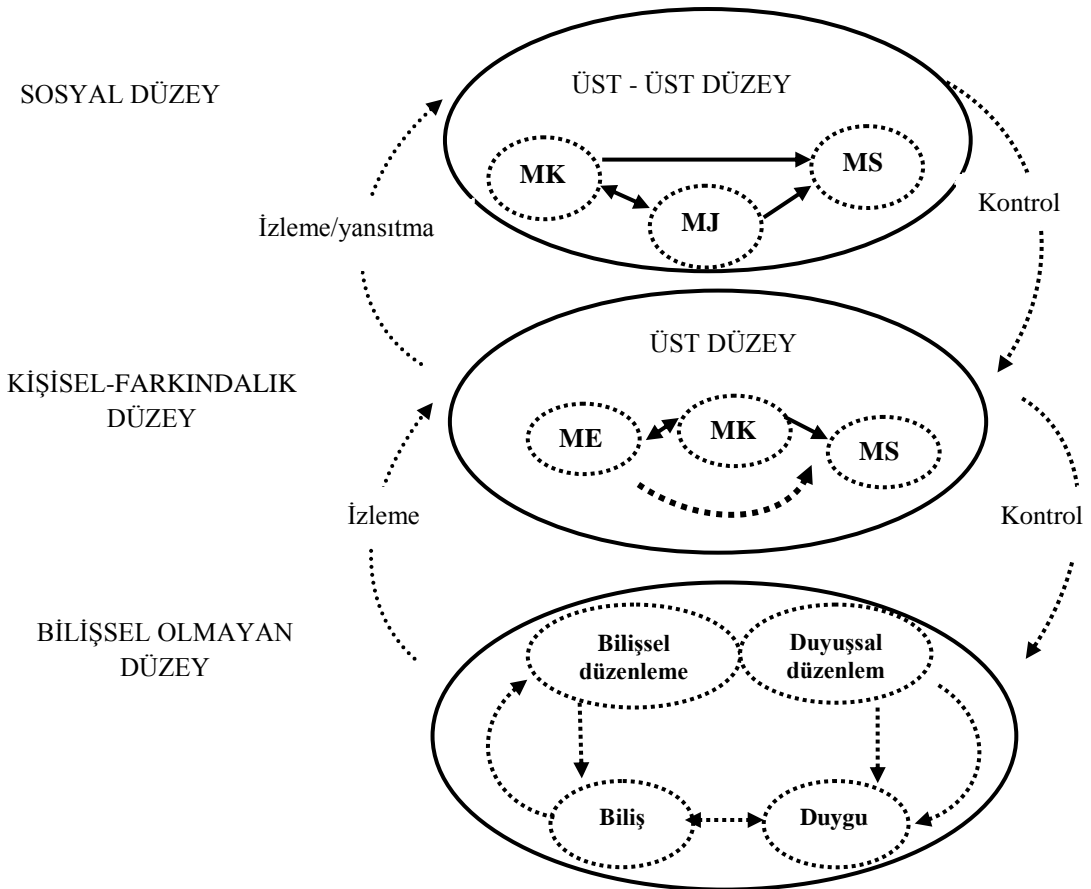 SOSYAL DÜZEY
ÜST - ÜST DÜZEY
MK
MS
MJ
İzleme/yansıtma
Kontrol
KİŞİSEL-FARKINDALIK
DÜZEY
ÜST DÜZEY
ME
MK
MS
İzleme
Kontrol
BİLİŞSEL OLMAYAN
DÜZEY
Bilişsel
düzenleme
Duyuşsal
düzenlem
Biliş
Duygu